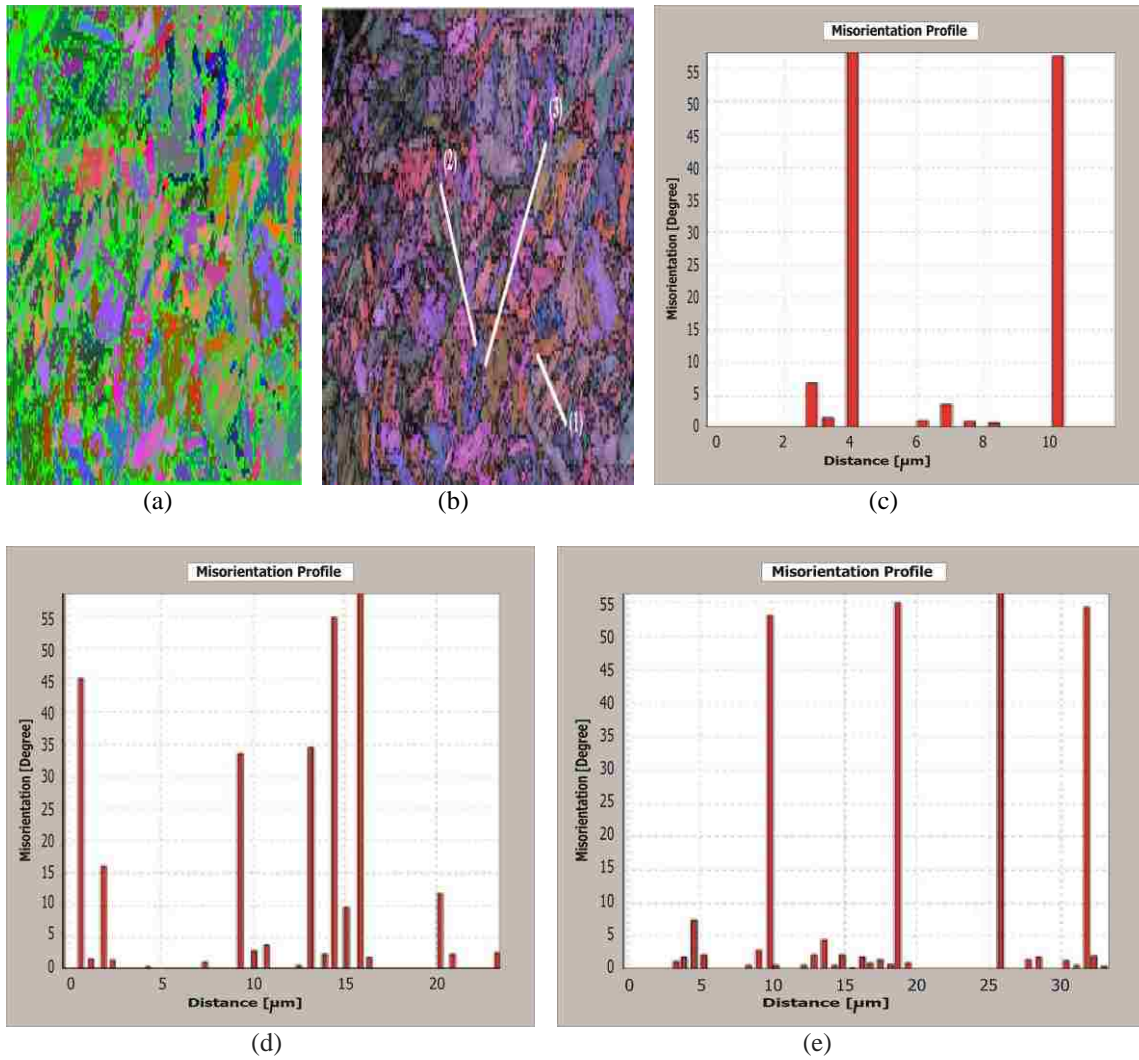 (3)
(2)
(1)
(a)
(b)
Misorientation Profile
Misorientation [Degree]
55
50
45
40
35
30
25
20
15
10
5
0
0 2 4 6 8 10
Distance [µm]
(c)
Misorientation Profile
Misorientation [Degree]
55
50
45
40
35
30
25
20
15
10
5
0
0 5 10 15 20
Distance [µm]
(d)
Misorientation Profile
Misorientation [Degree]
55
50
45
40
35
30
25
20
15
10
5
0
0 5 10 15 20 25 30
Distance [µm]
(e)